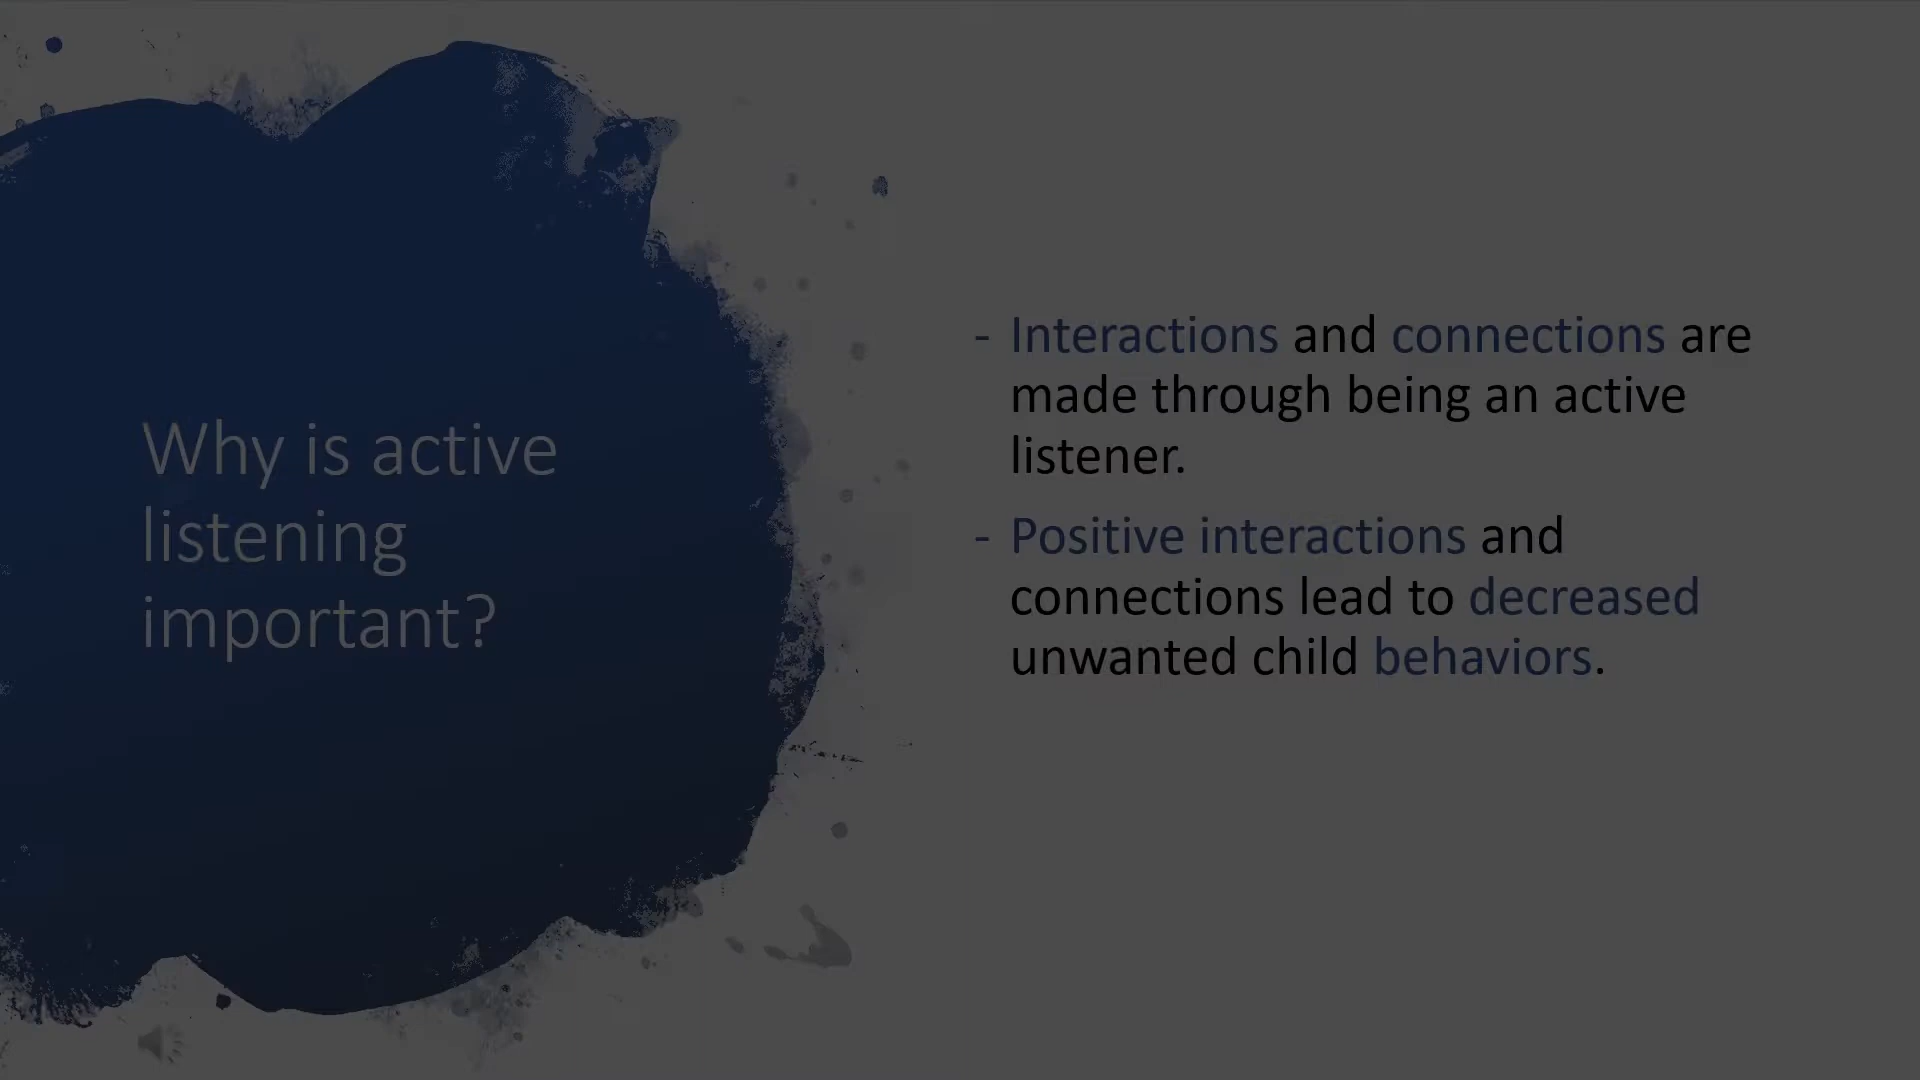 Why is active
listening
important?
- Interactions and connections are
made through being an active
listener.
- Positive interactions and
connections lead to decreased
unwanted child behaviors.